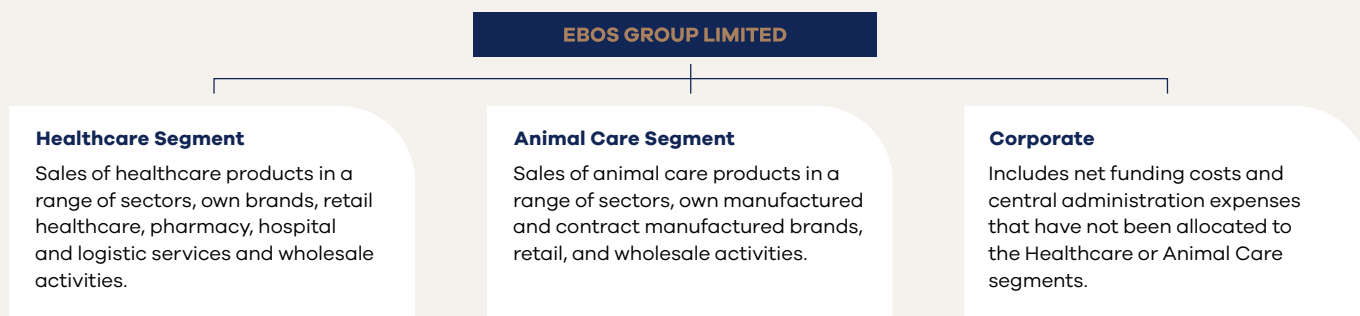 EBOS GROUP LIMITED
Healthcare Segment
Sales of healthcare products in a
range of sectors, own brands, retail
healthcare, pharmacy, hospital
and logistic services and wholesale
activities.
Animal Care Segment
Sales of animal care products in a
range of sectors, own manufactured
and contract manufactured brands,
retail, and wholesale activities.
Corporate
Includes net funding costs and
central administration expenses
that have not been allocated to
the Healthcare or Animal Care
segments.